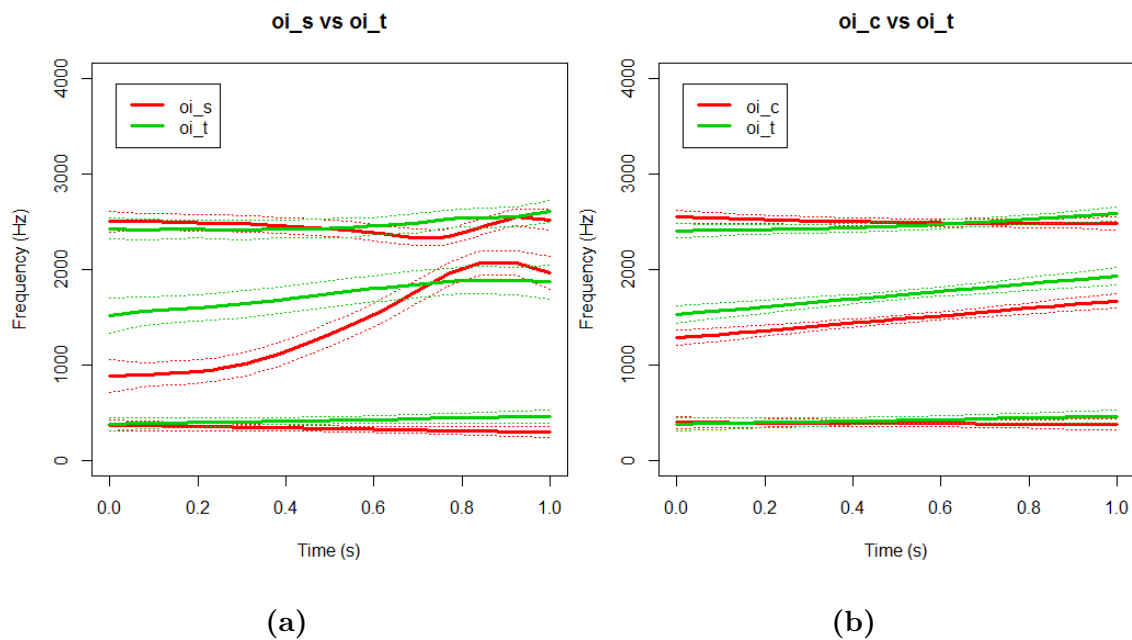 oi_s vs oi_t
4000
3000
2000
1000
0
Frequency (Hz)
oi_s
oi_t
0.0 0.2 0.4 0.6 0.8 1.0
Time (s)
(a)
oi_c vs oi_t
4000
3000
2000
1000
0
Frequency (Hz)
oi_c
oi_t
0.0 0.2 0.4 0.6 0.8 1.0
Time (s)
(b)